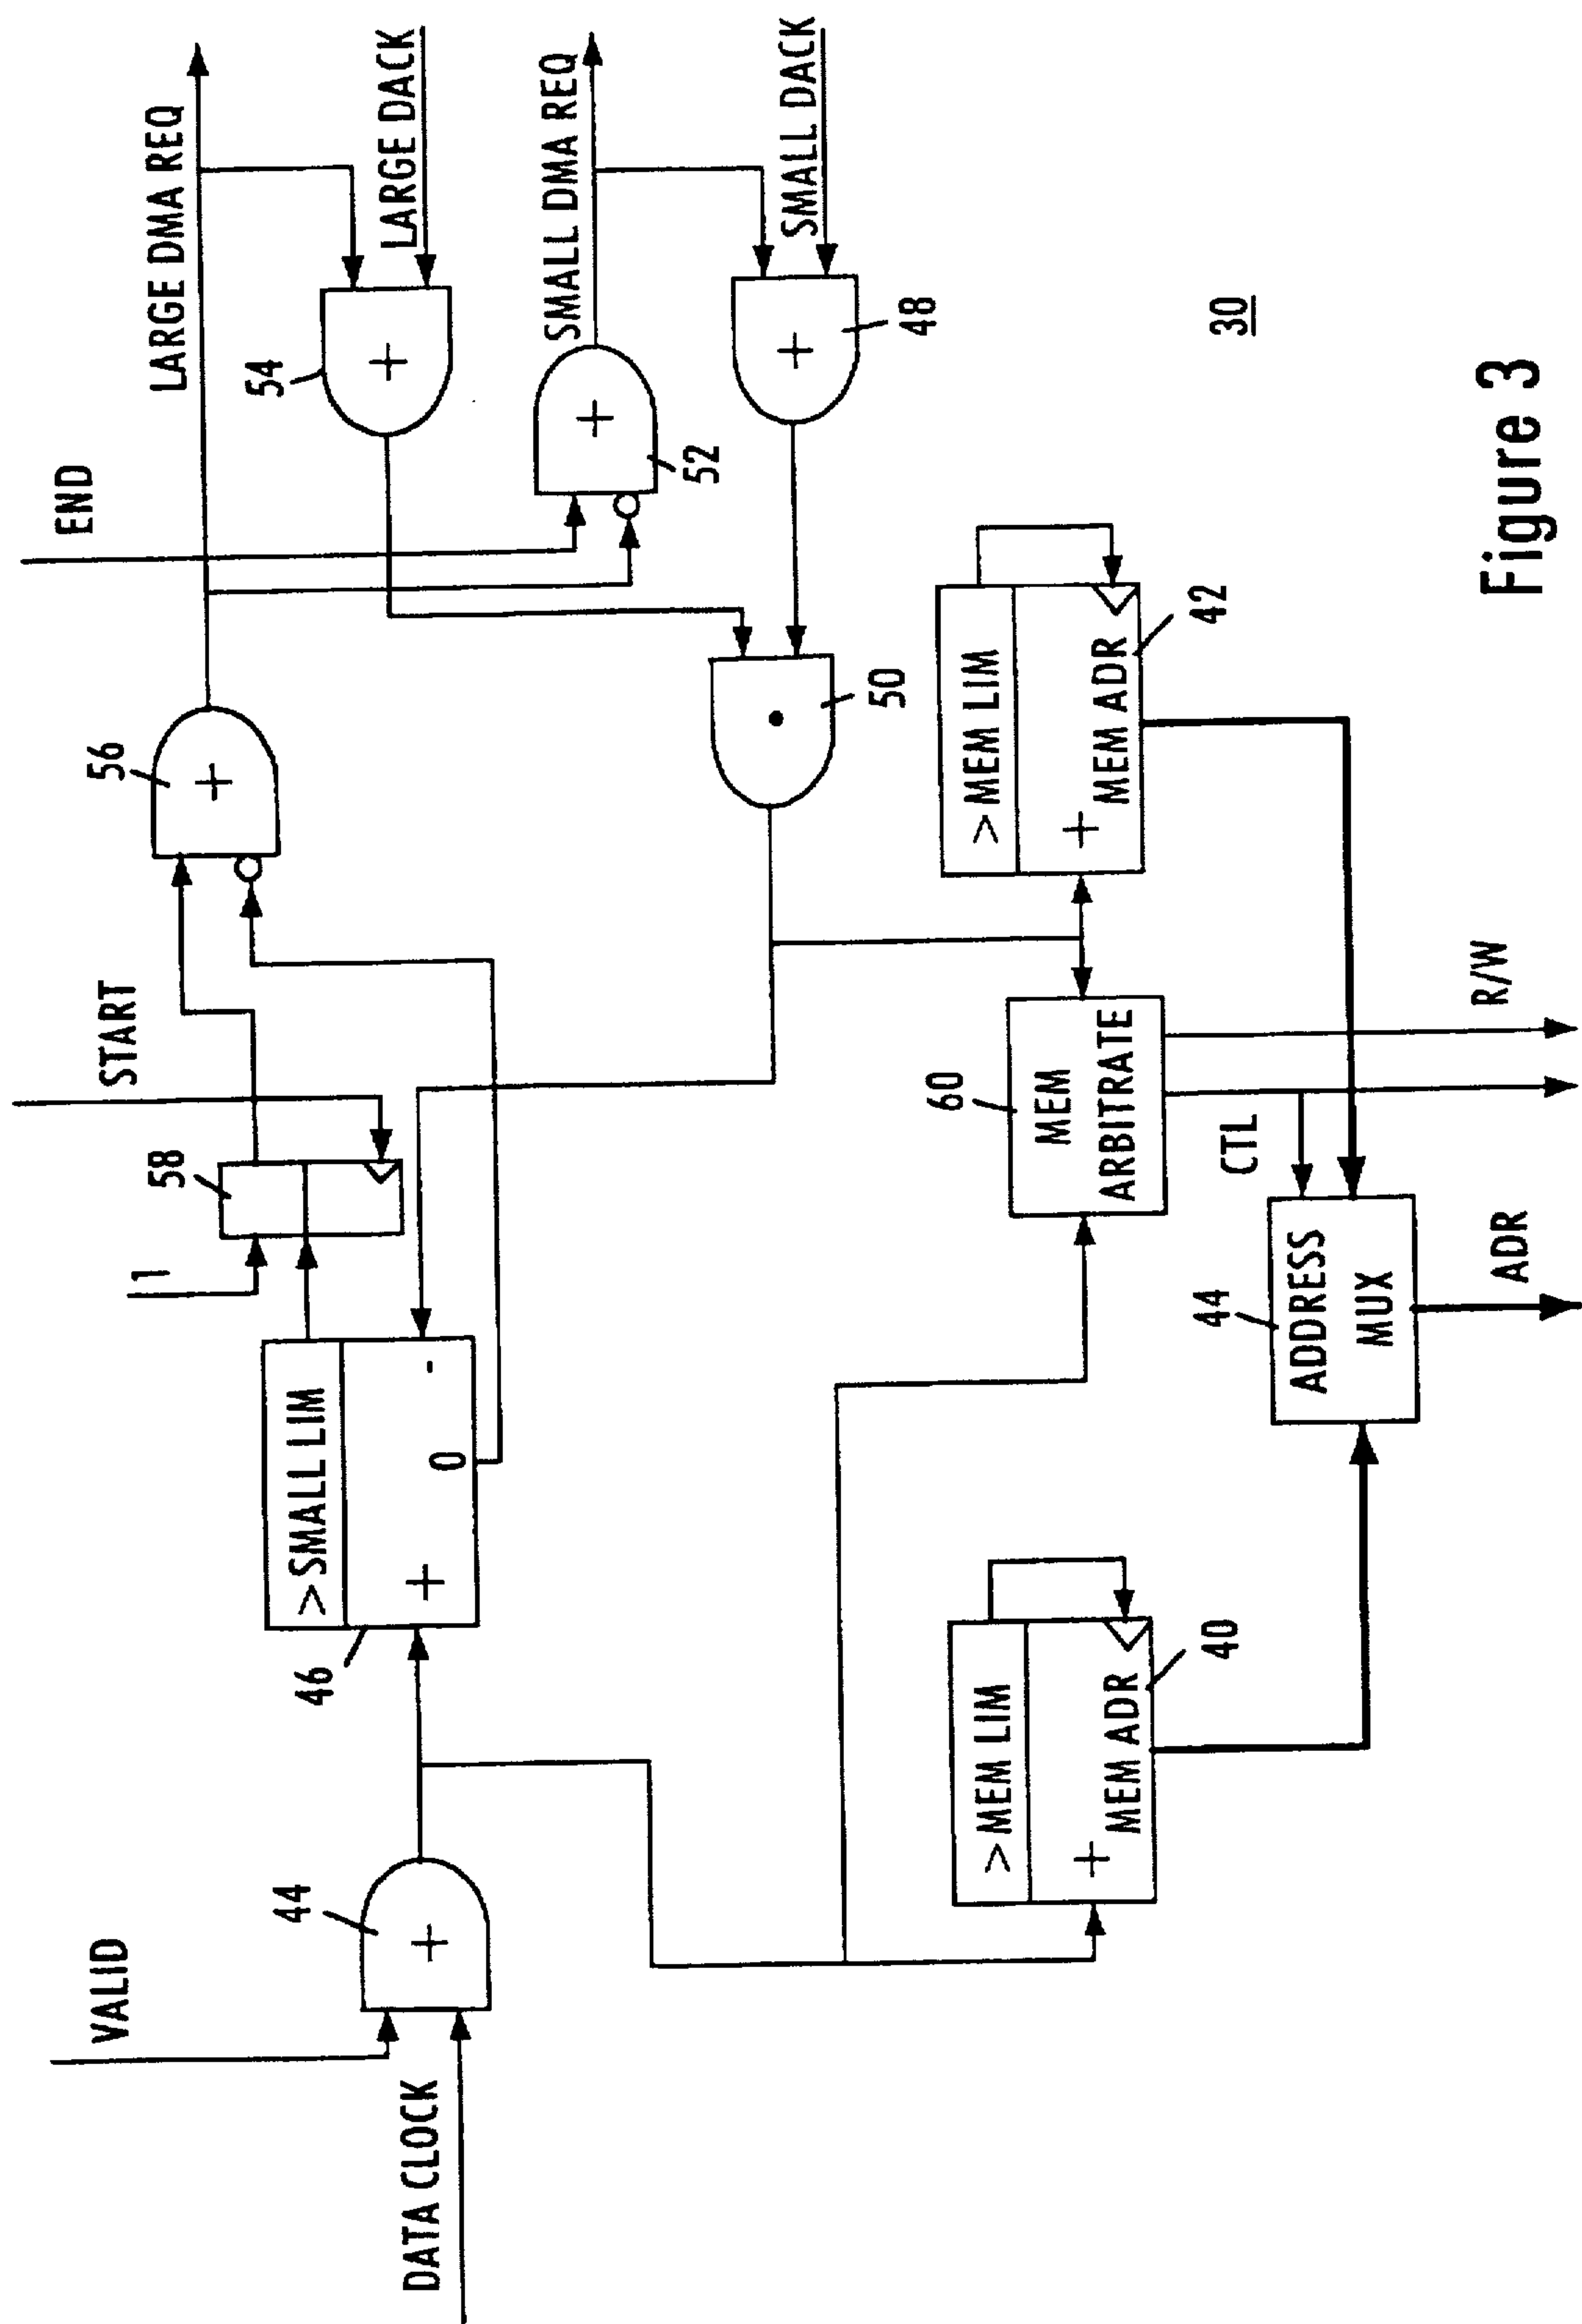 LARGE DMA REQ
LARGE DACK
SMALL DMA REQ
SMALL DACK
END
54
52
48
56
START
58
1
50
>SMALL LIM
+
-
0
46
VALID
44
DATA CLOCK
+
+
+
+
+
•
30
>MEM LIM
+
MEM ADR
42
60
MEM
ARBITRATE
R/W
CTL
>MEM LIM
+
MEM ADR
40
44
ADDRESS
MUX
ADR
Figure 3